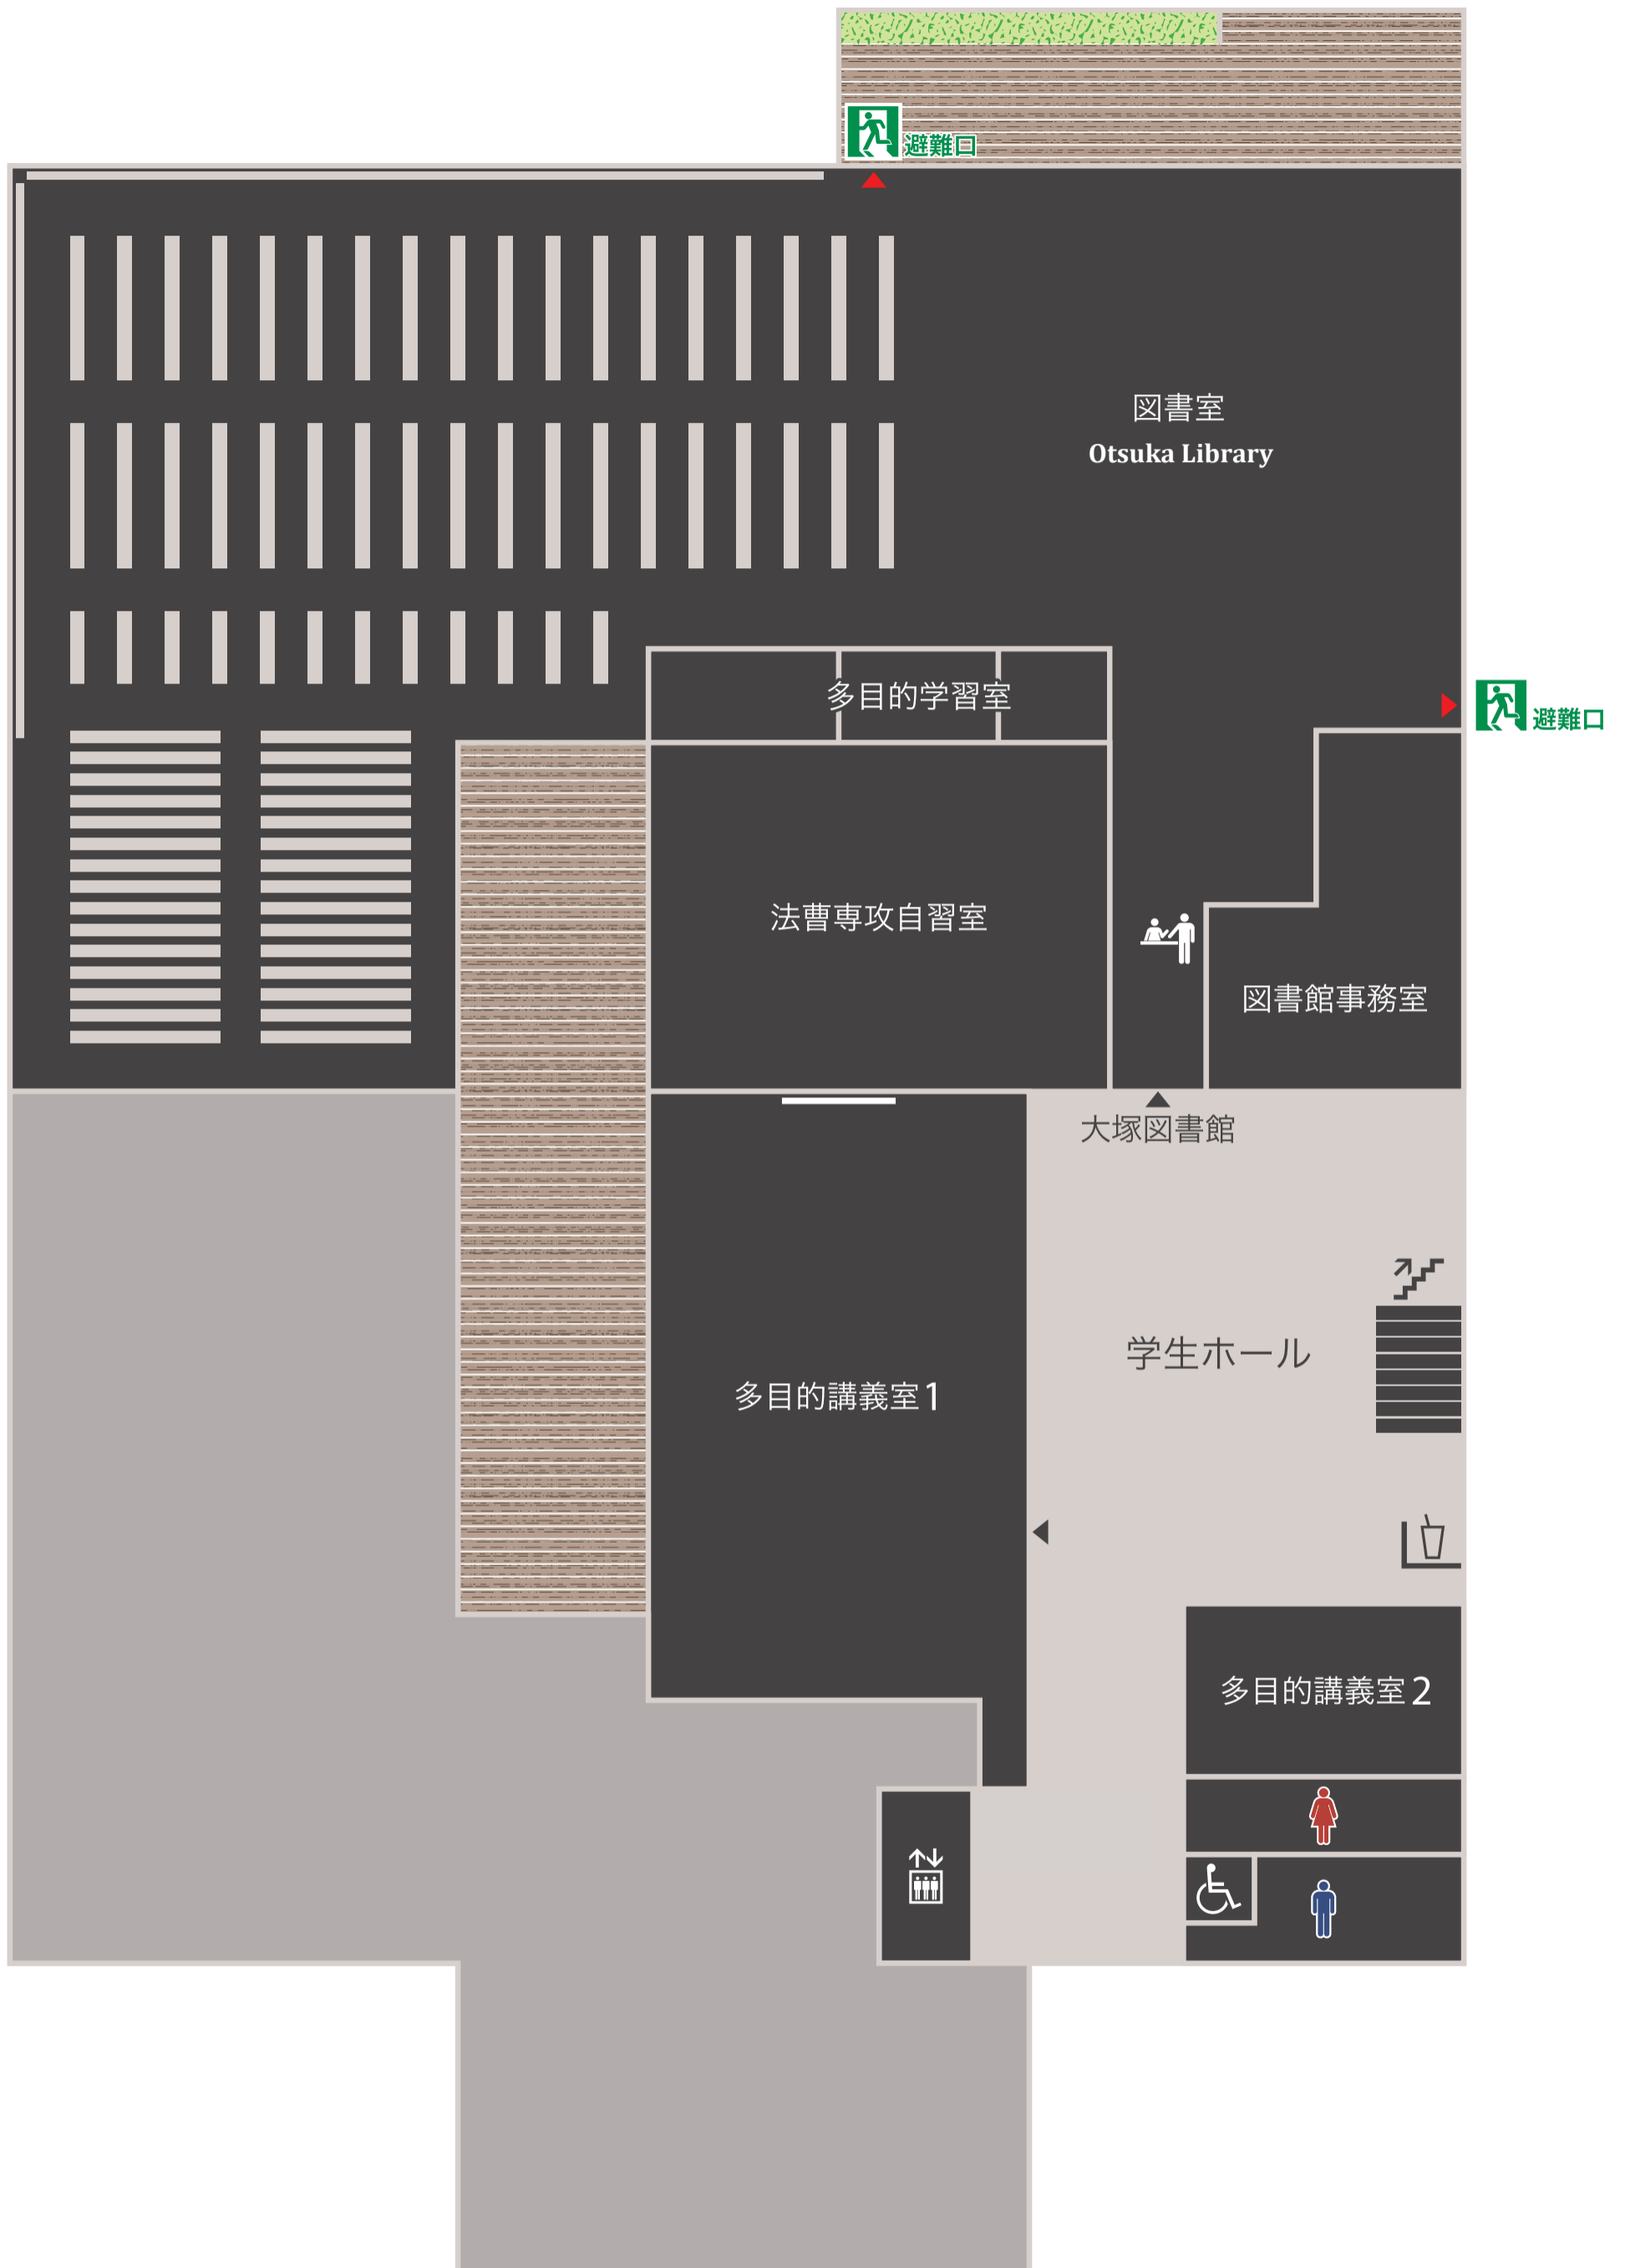 避難口
図書室
Otsuka Library
多目的学習室
避難口
法曹専攻自習室
図書館事務室
大塚図書館
学生ホール
多目的講義室1
多目的講義室2